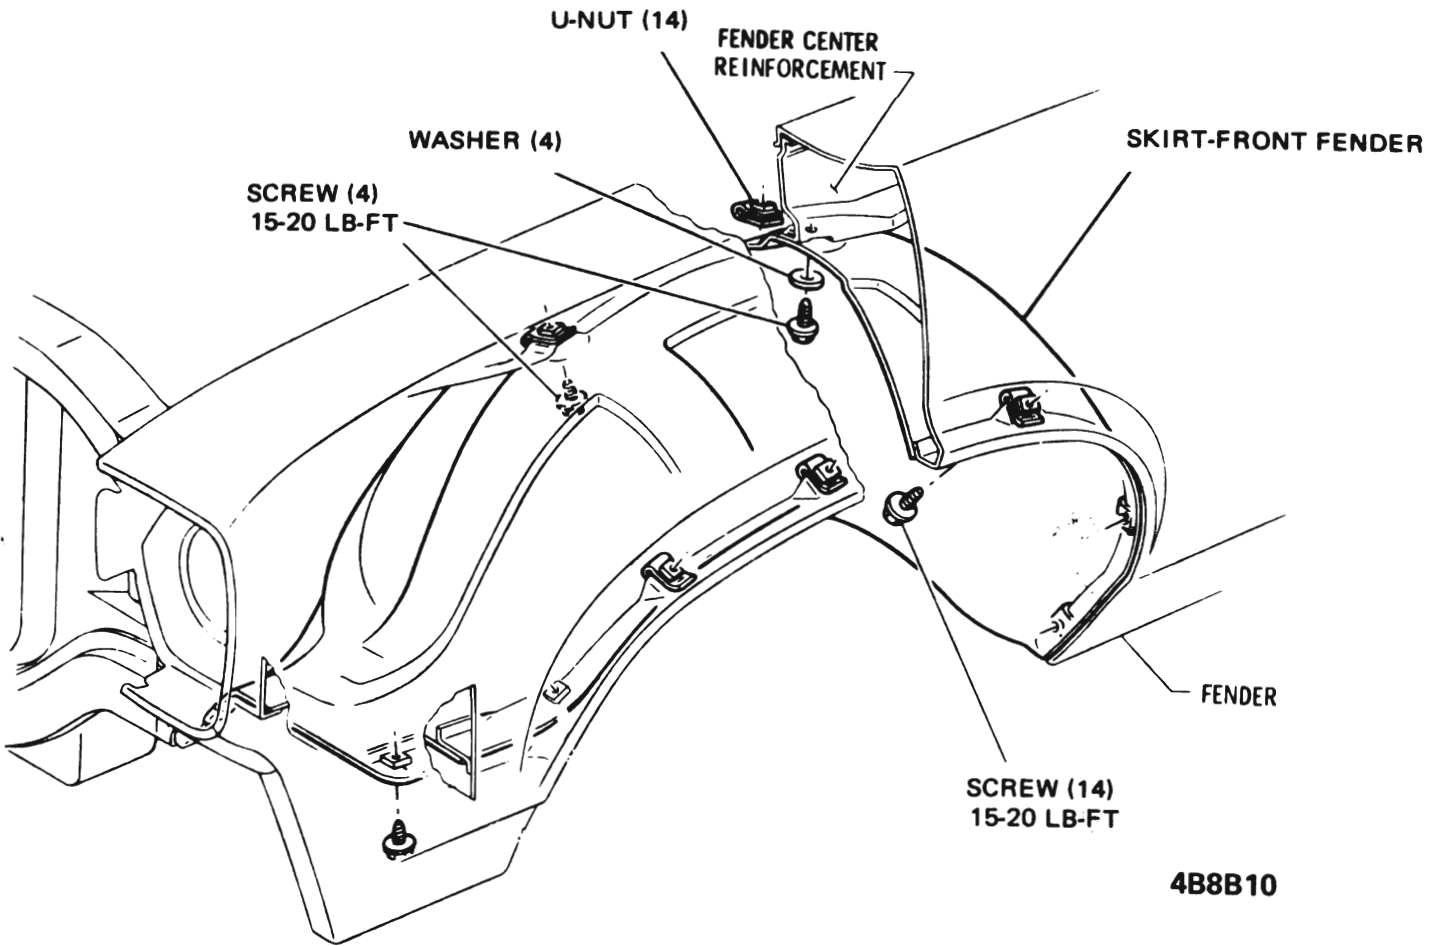 U-NUT (14)
FENDER CENTER
REINFORCEMENT
WASHER (4)
SKIRT-FRONT FENDER
SCREW (4)
15-20 LB-FT
FENDER
SCREW (14)
15-20 LB-FT
4B8B10